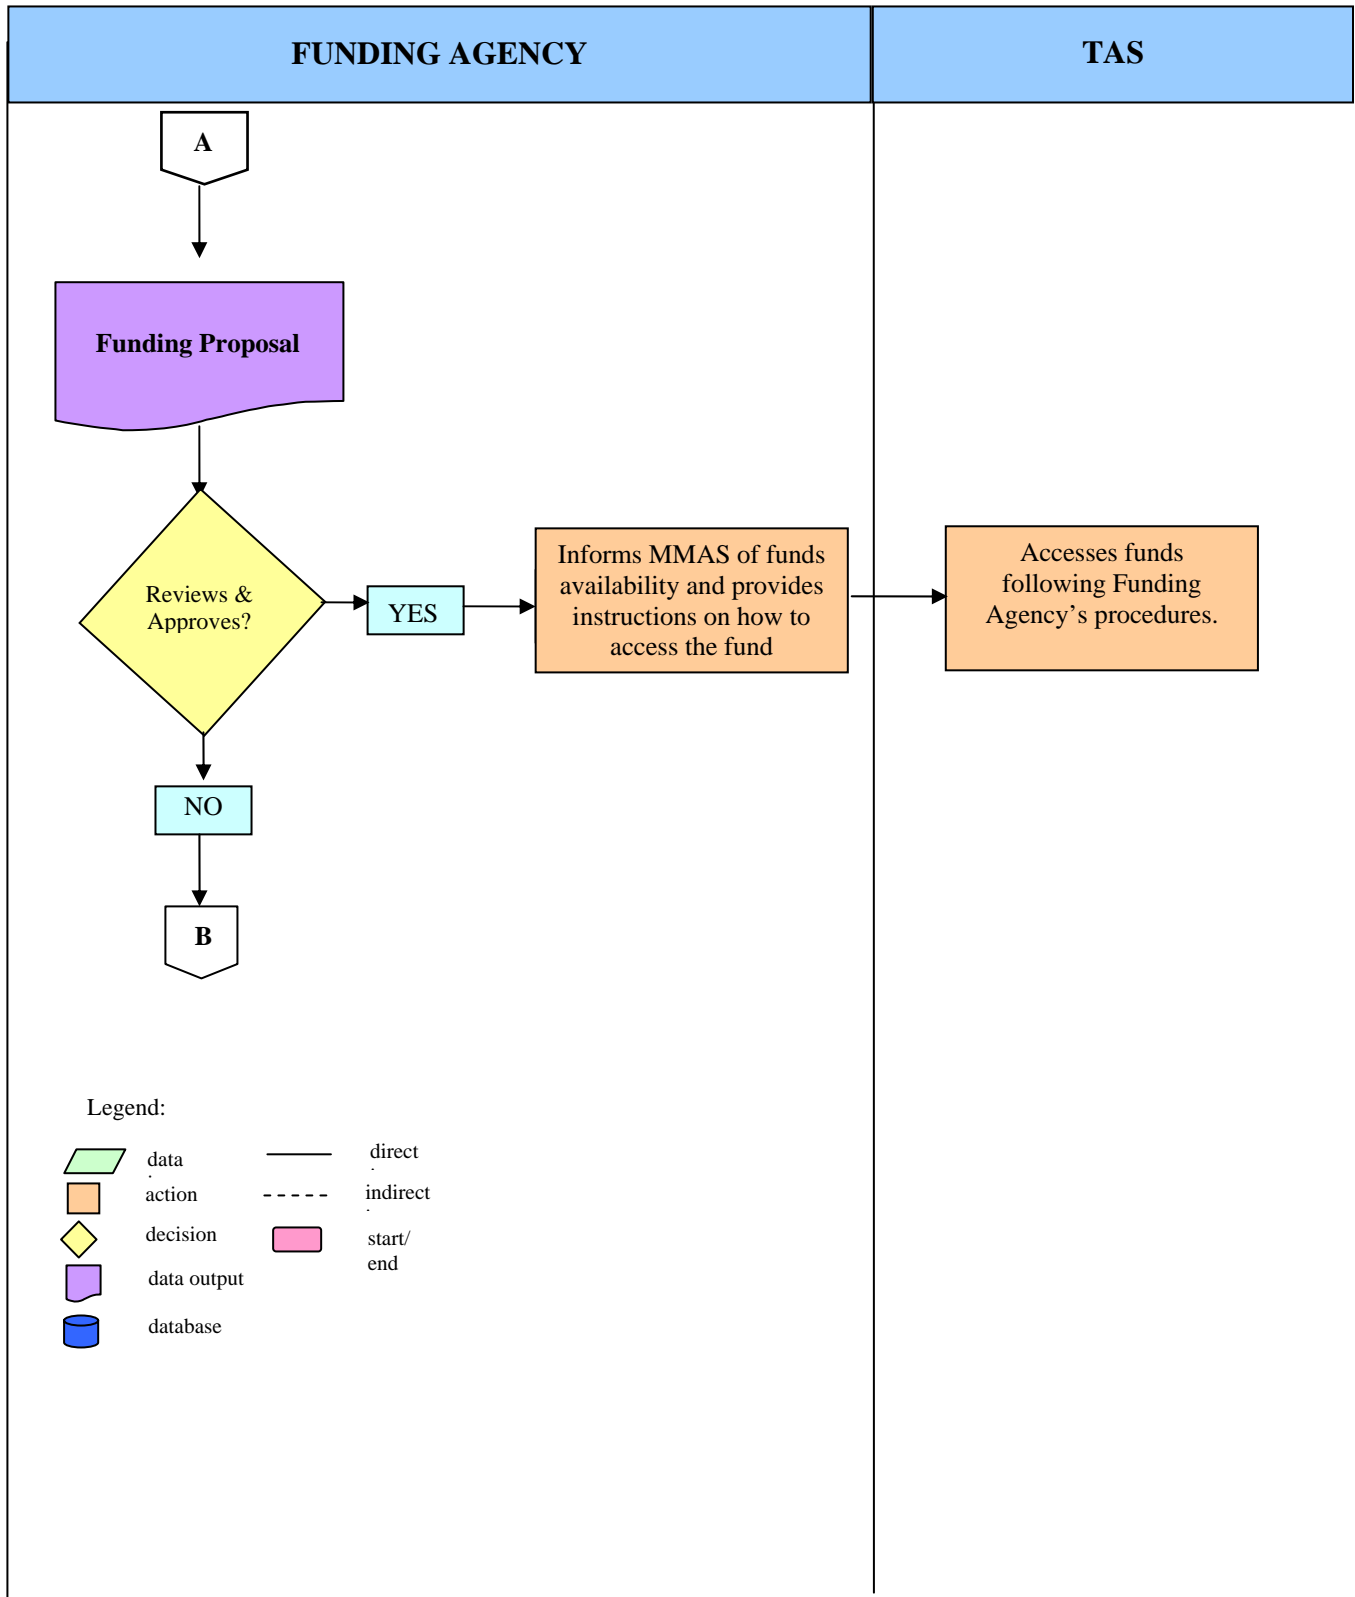 FUNDING AGENCY
TAS
A
Funding Proposal
Reviews &
Approves?
YES
Informs MMAS of funds
availability and provides
instructions on how to
access the fund
Accesses funds
following Funding
Agency's procedures.
NO
B
Legend:
data
direct
action
indirect
decision
start/
end
data output
database